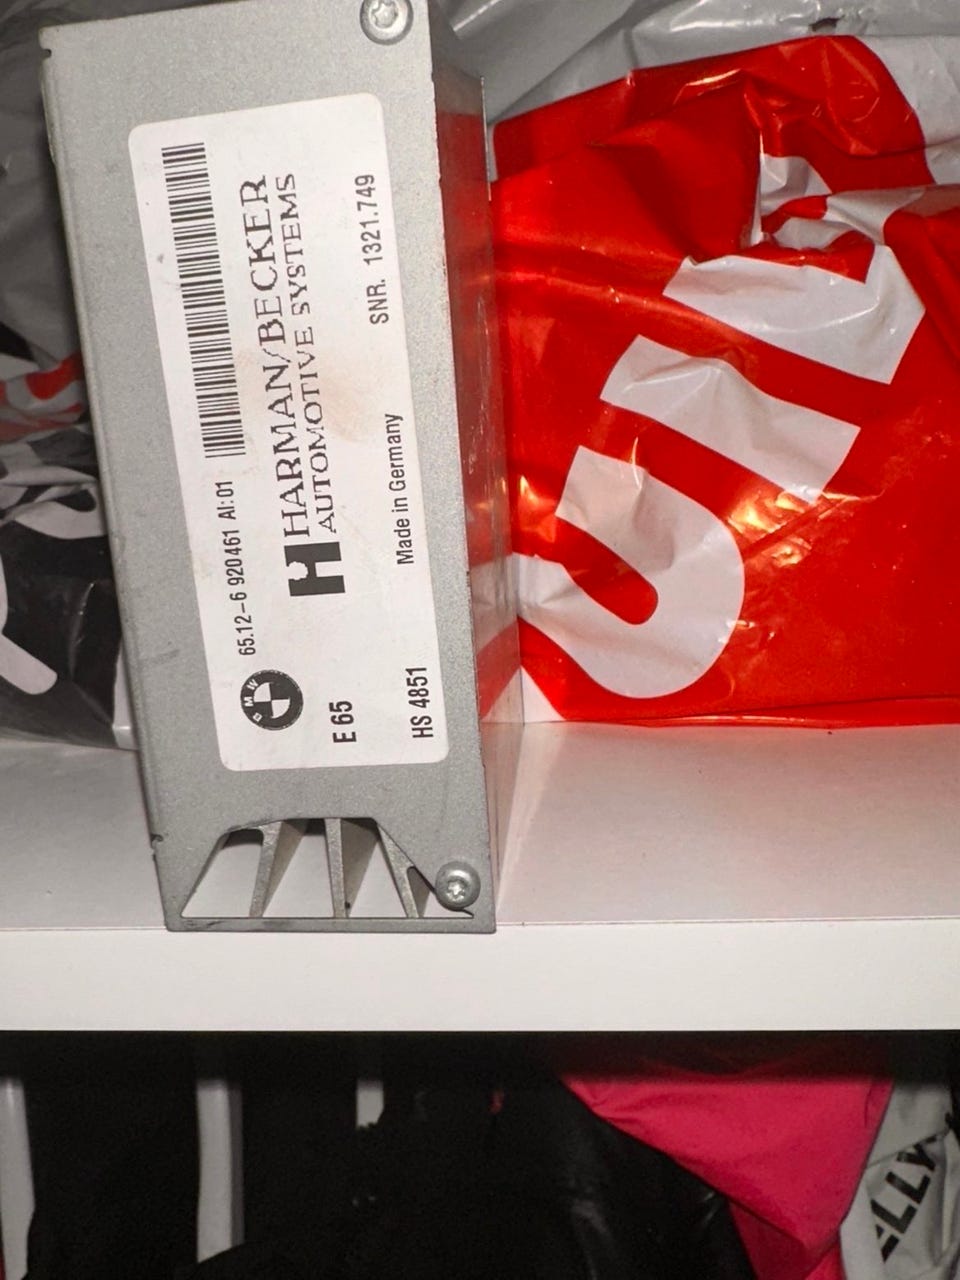 65.12-6 920461 AI: 01
HARMAN/BECKER
AUTOMOTIVE SYSTEMS
BMW
E 65
SNR. 1321.749
HS 4851
Made in Germany